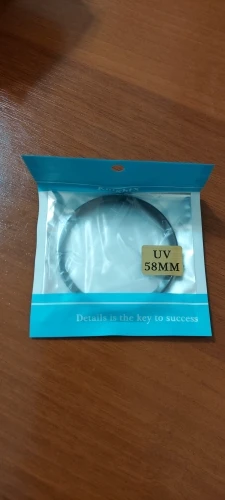 UV
58MM
Details is the key to success